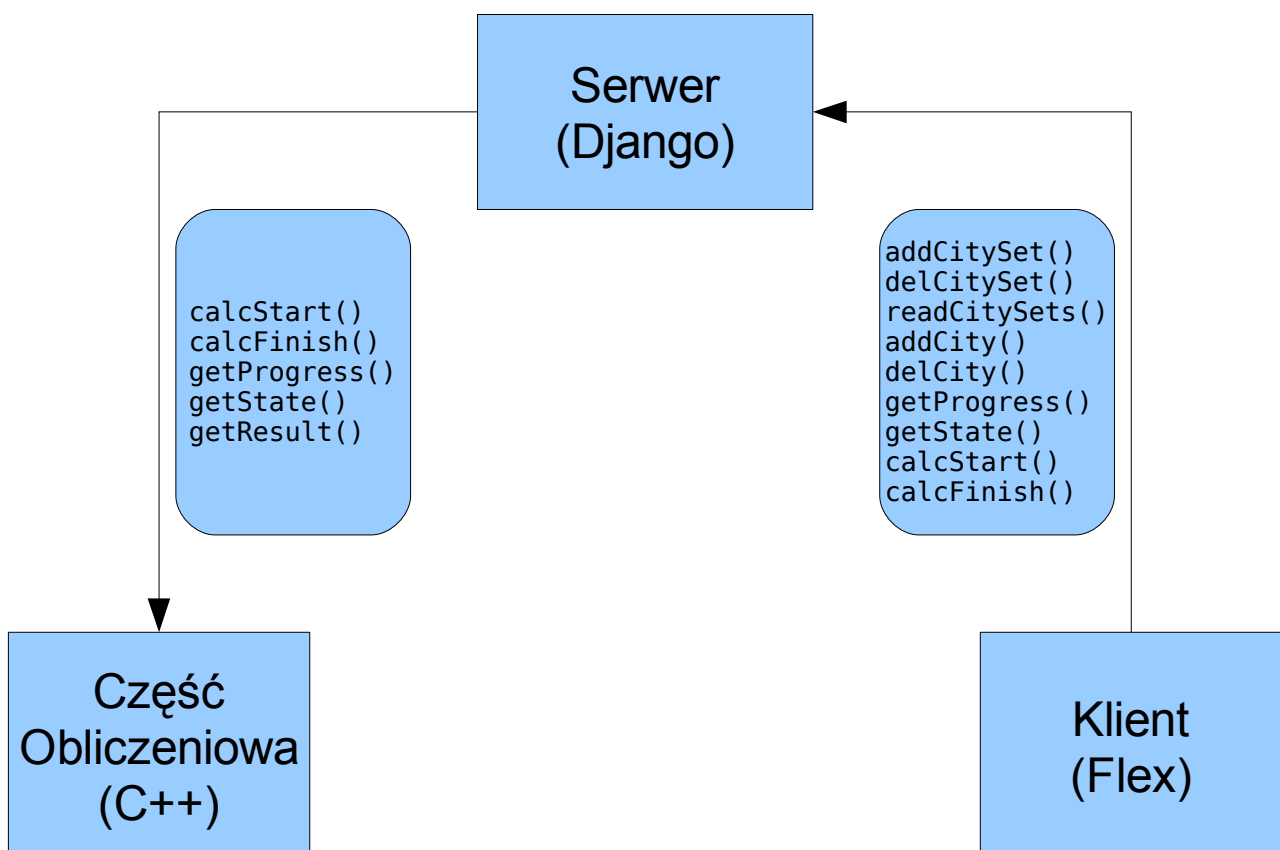 Serwer
(Django)
calcStart()
calcFinish()
getProgress()
getState()
getResult()
addCitySet()
delCitySet()
readCitySets()
addCity()
delCity()
getProgress()
getState()
calcStart()
calcFinish()
Część
Obliczeniowa
(C++)
Klient
(Flex)